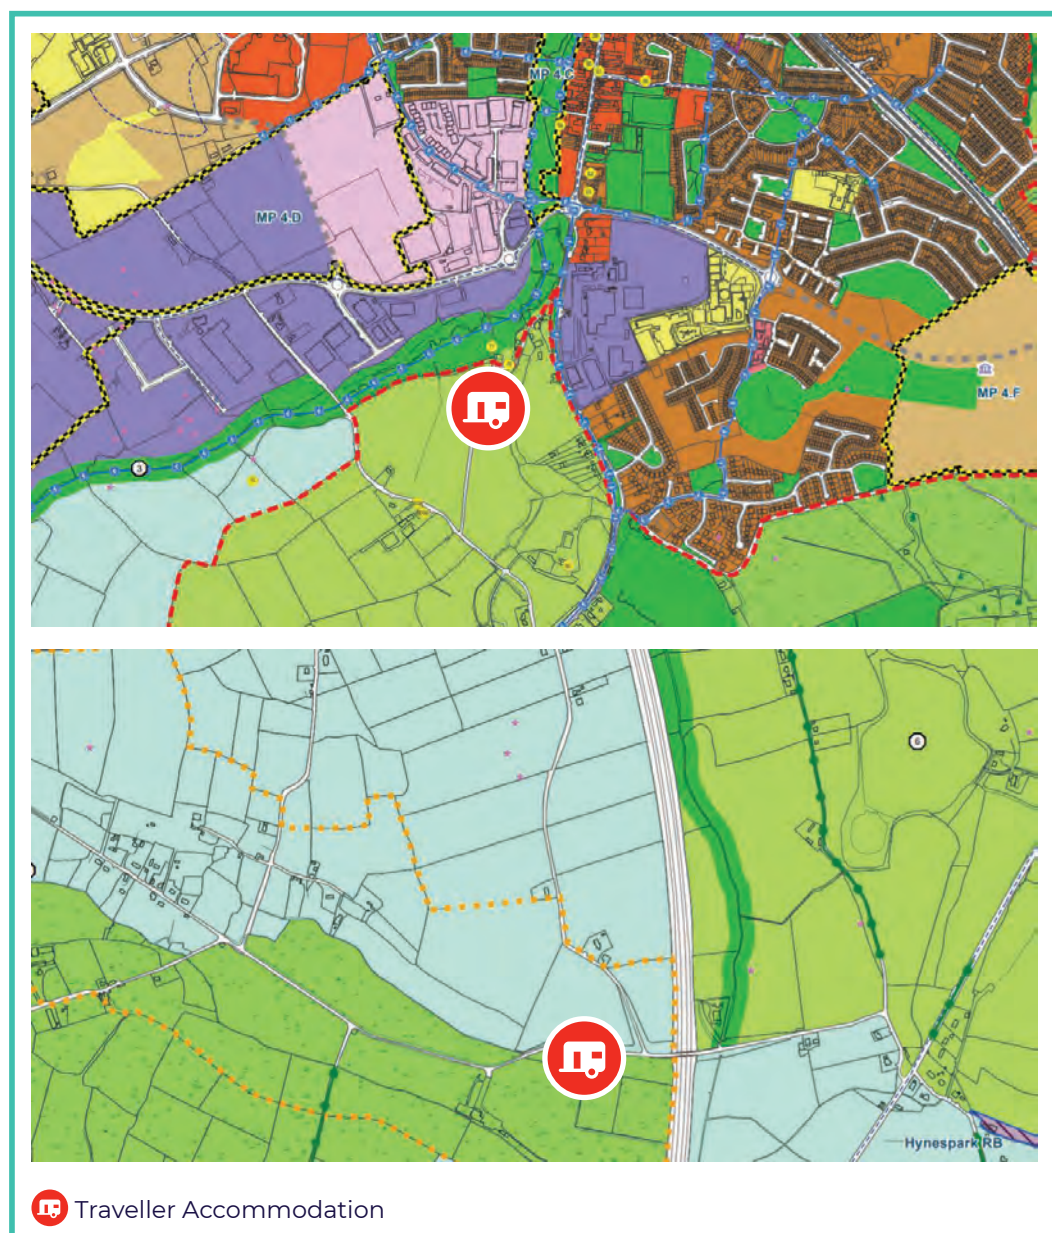 MP 4.C
MP 4.D
MP 4.F
3
6
Hynespark RB
Traveller Accommodation